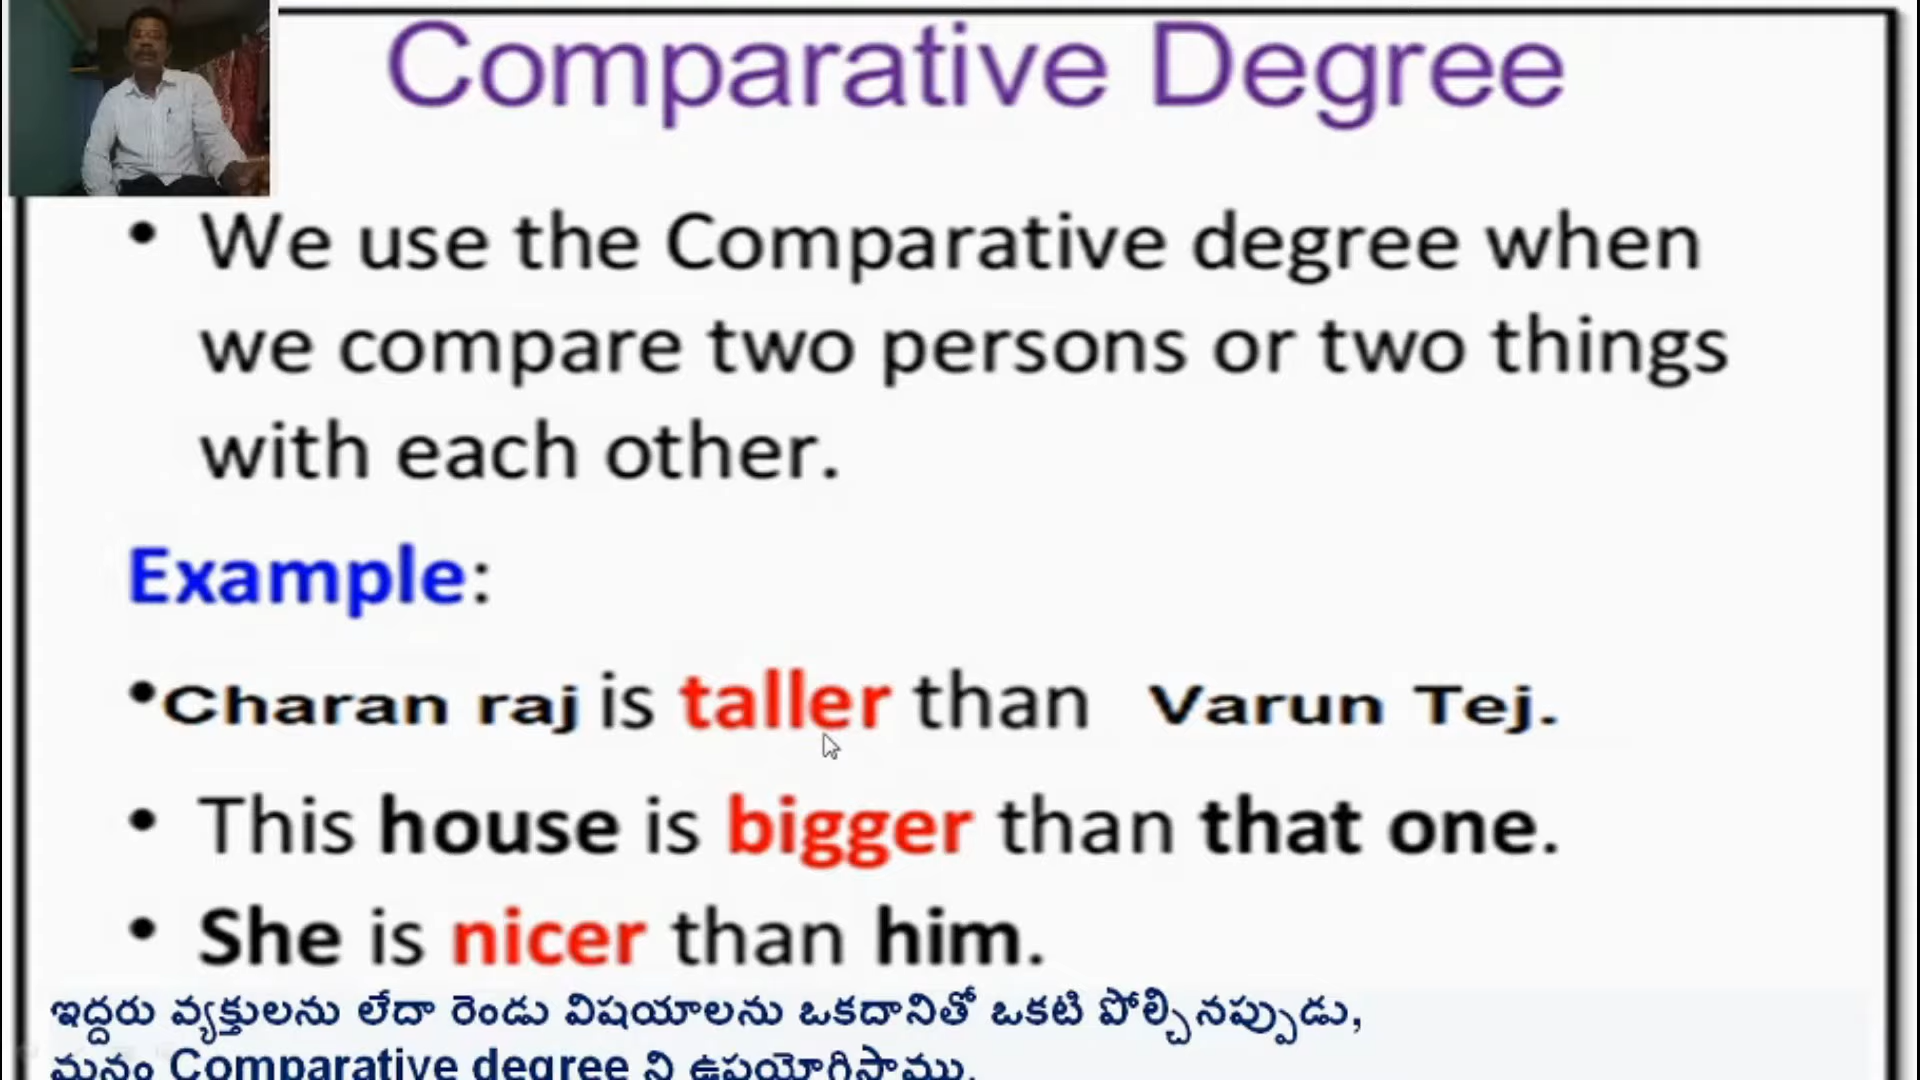 Comparative Degree
• We use the Comparative degree when
we compare two persons or two things
with each other.
Example:
•Charan raj is taller than Varun Tej.
• This house is bigger than that one.
• She is nicer than him.
ఇద్దరు వ్యక్తులను లేదా రెండు విషయాలను ఒకదానితో ఒకటి పోల్చినప్పుడు,
మనం Comparative degree ని ఉపయోగిస్తాము.